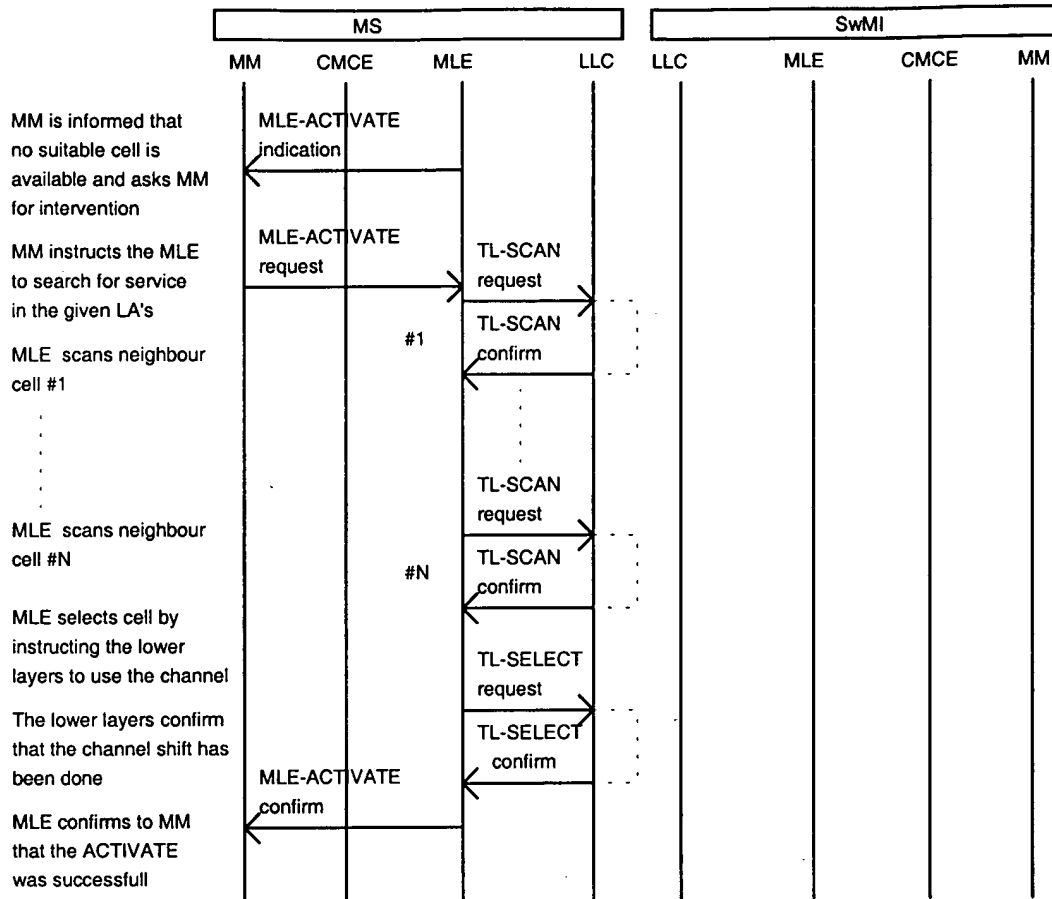 MS
SwMI
MM CMCE MLE LLC LLC MLE CMCE MM
MM is informed that
no suitable cell is
available and asks MM
for intervention
MLE-ACTIVATE
indication
MM instructs the MLE
to search for service
in the given LA's
MLE-ACTIVATE
request
TL-SCAN
request
MLE scans neighbour
cell #1
#1
TL-SCAN
confirm
TL-SCAN
request
MLE scans neighbour
cell #N
#N
TL-SCAN
confirm
MLE selects cell by
instructing the lower
layers to use the channel
TL-SELECT
request
The lower layers confirm
that the channel shift has
been done
TL-SELECT
confirm
MLE-ACTIVATE
confirm
MLE confirms to MM
that the ACTIVATE
was successfull